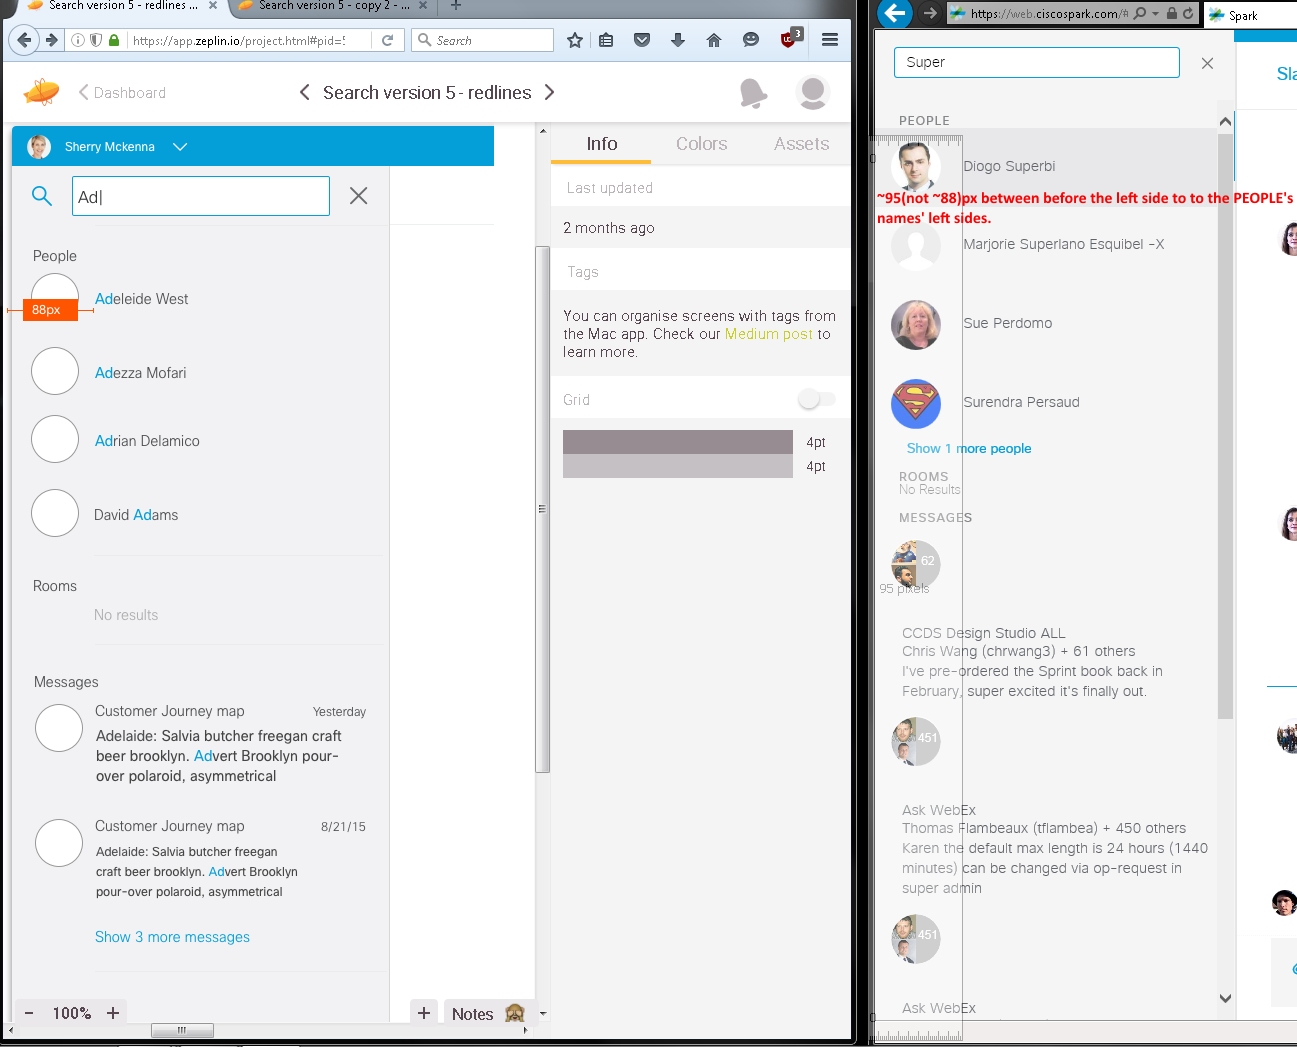 Search version 5 - redlines ...
Search version 5 - copy 2 - ...
https://app.zeplin.io/project.html#pid=5
Search
3
Dashboard
Search version 5 - redlines
Sherry Mckenna
Ad
People
Adeleide West
88px
Adezza Mofari
Adrian Delamico
David Adams
Rooms
No results
Messages
Customer Journey map
Yesterday
Adelaide: Salvia butcher freegan craft
beer brooklyn. Advert Brooklyn pour-
over polaroid, asymmetrical
Customer Journey map
8/21/15
Adelaide: Salvia butcher freegan
craft beer brooklyn. Advert Brooklyn
pour-over polaroid, asymmetrical
Show 3 more messages
100%
Notes
Info
Colors
Assets
Last updated
2 months ago
Tags
You can organise screens with tags from
the Mac app. Check our Medium post to
learn more.
Grid
4pt
4pt
https://web.ciscospark.com/#
Spark
Super
Sla
PEOPLE
0
Diogo Superbi
~95(not ~88)px between before the left side to to the PEOPLE's
names' left sides.
Marjorie Superlano Esquibel -X
Sue Perdomo
Surendra Persaud
Show 1 more people
ROOMS
No Results
MESSAGES
62
95 pixels
CCDS Design Studio ALL
Chris Wang (chrwang3) + 61 others
I've pre-ordered the Sprint book back in
February, super excited it's finally out.
451
Ask WebEx
Thomas Flambeaux (tflambea) + 450 others
Karen the default max length is 24 hours (1440
minutes) can be changed via op-request in
super admin
451
Ask WebEx
0